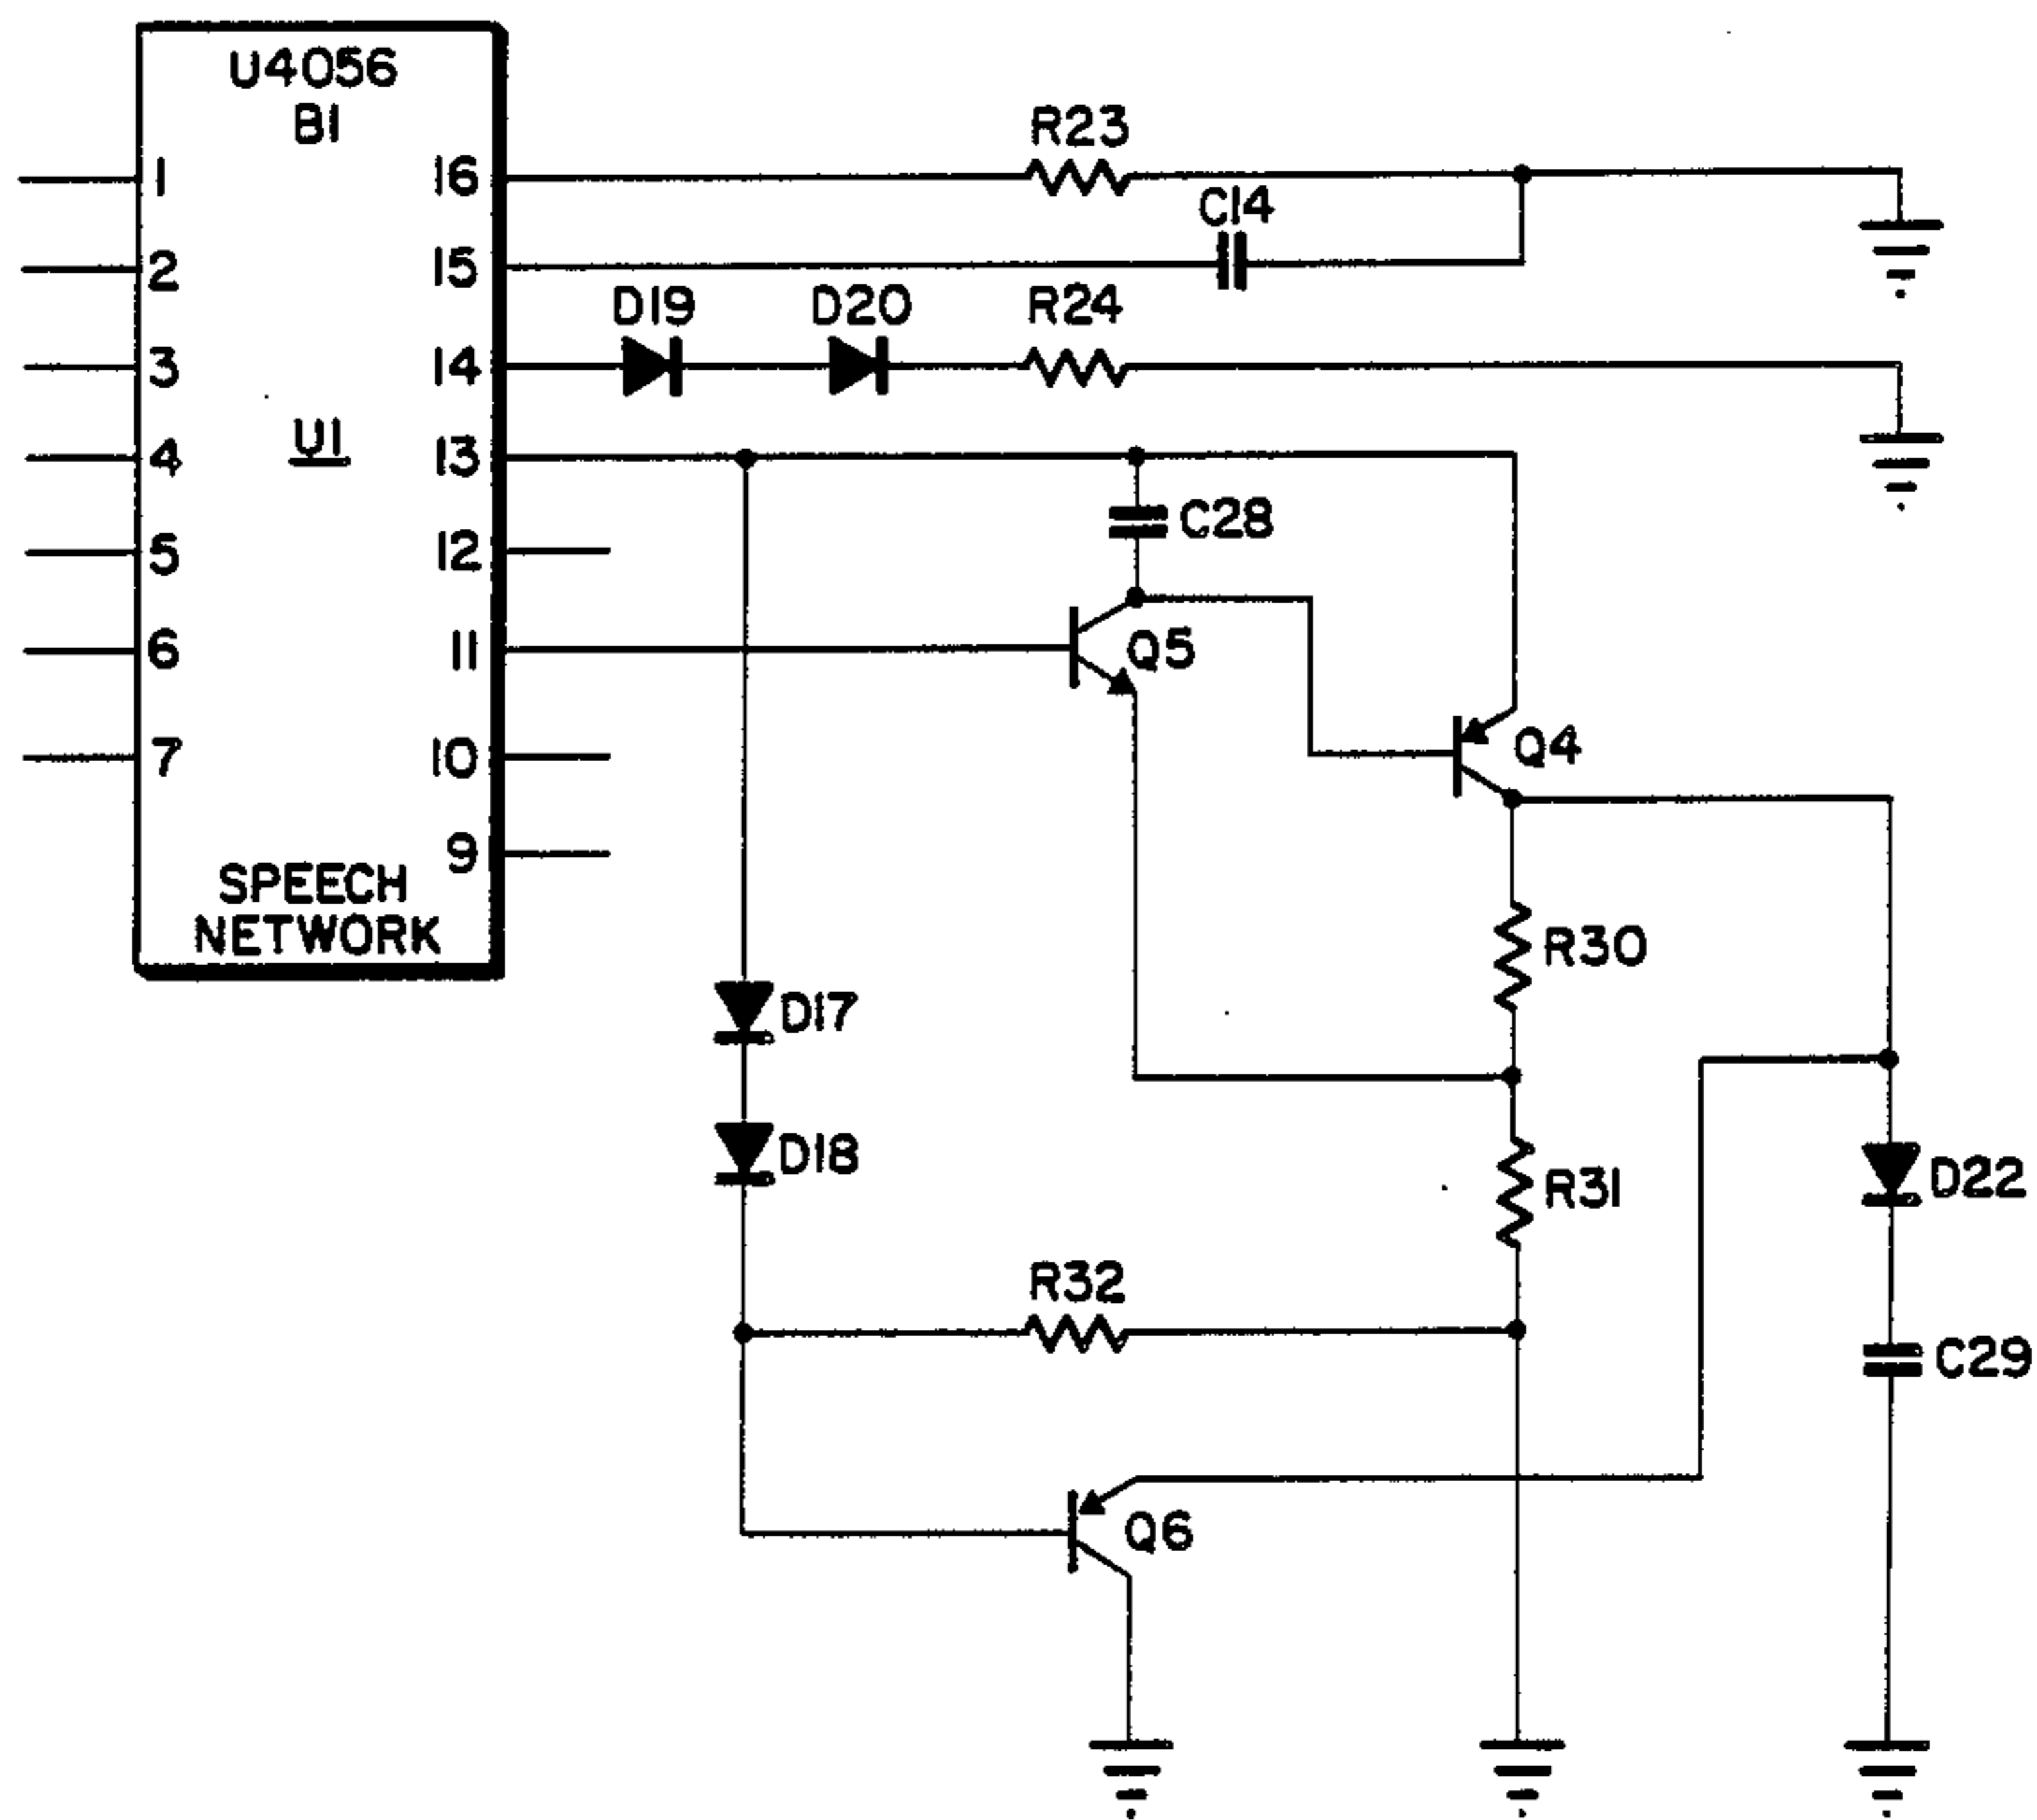 U4056
B1
R23
1
16
C14
2
15
D19
D20
R24
3
14
U1
4
13
C28
5
12
6
11
Q5
7
10
Q4
9
SPEECH
NETWORK
R30
D17
D18
R31
D22
R32
C29
Q6